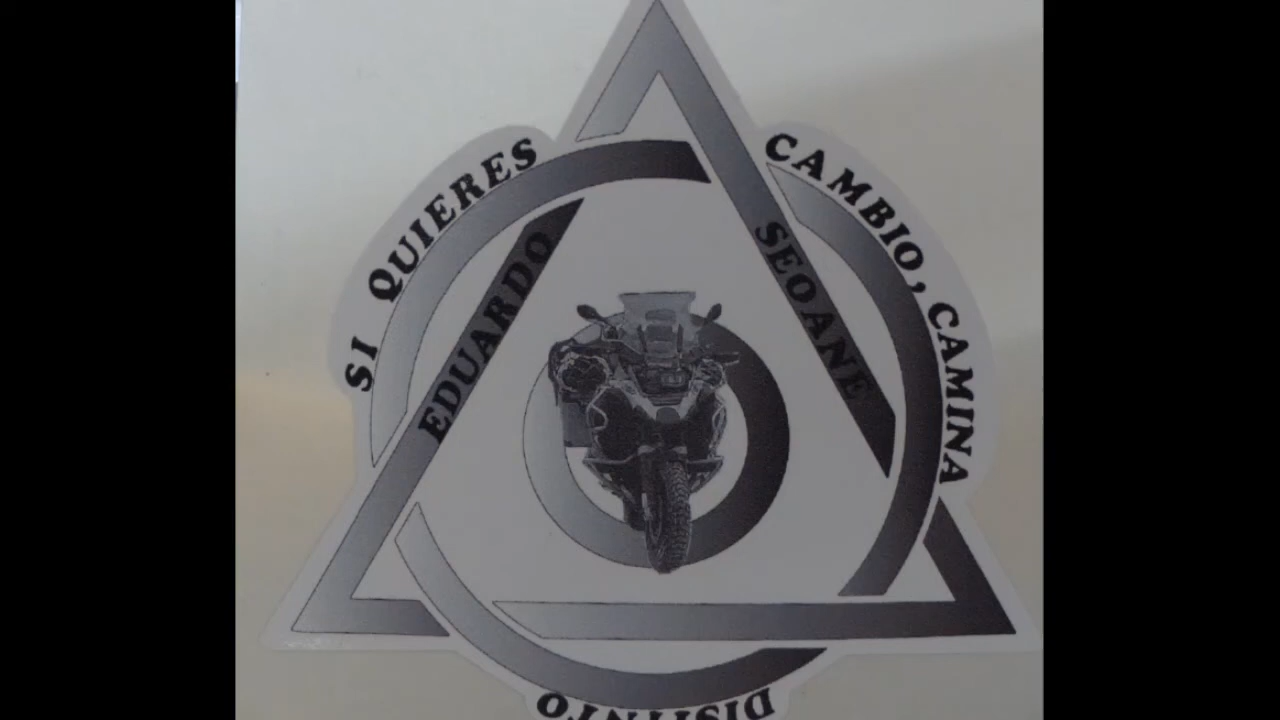 SI QUIERES
CAMBIO, CAMINA
DISTINTO
EDUARDO
SEOANE